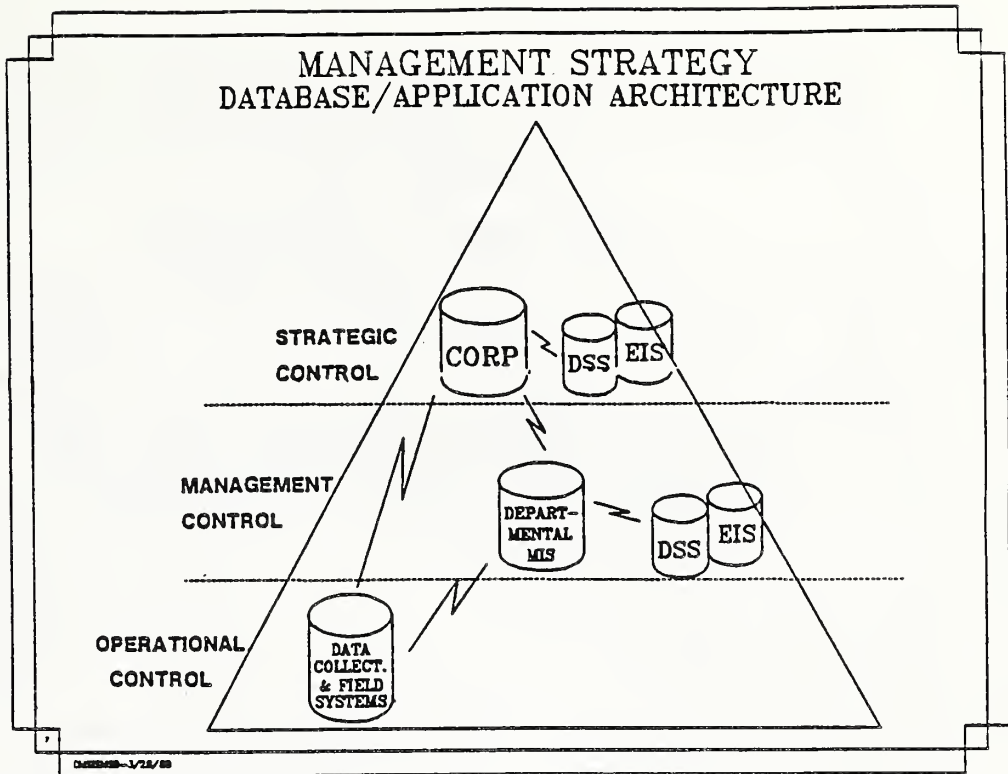 MANAGEMENT STRATEGY
DATABASE/APPLICATION ARCHITECTURE
STRATEGIC
CONTROL
CORP
DSS
EIS
MANAGEMENT
CONTROL
DEPART-
MENTAL
MIS
DSS
EIS
OPERATIONAL
CONTROL
DATA
COLLECT.
& FIELD
SYSTEMS